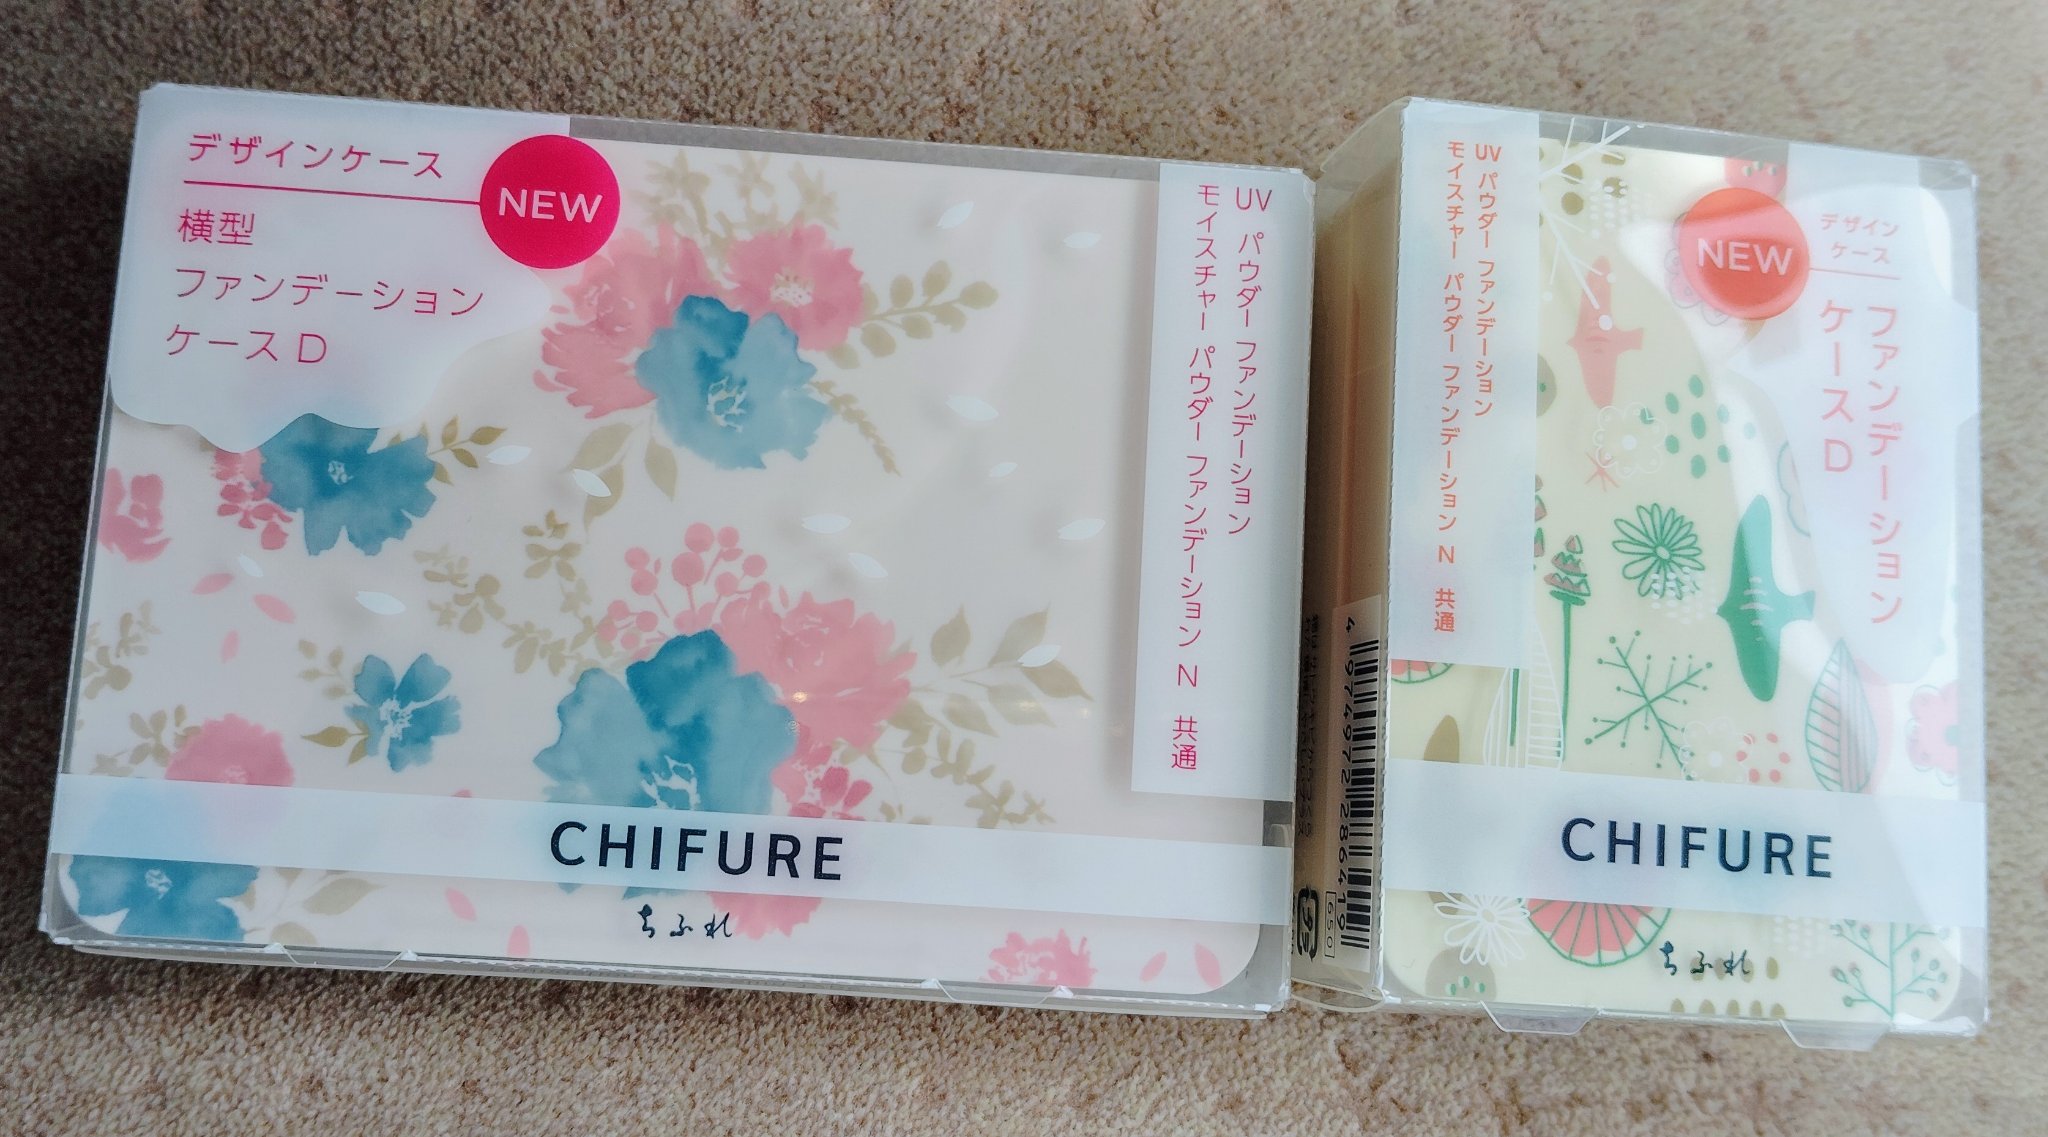 デザインケース
NEW
横型
ファンデーション
ケース D
UV パウダー ファンデーション
モイスチャー パウダー ファンデーション N 共通
CHIFURE
ちふれ
UV パウダー ファンデーション
モイスチャー パウダー ファンデーション N 共通
NEW
デザイン
ケース
ファンデーション
ケース D
CHIFURE
ちふれ
4 974972 286419
650
プラ